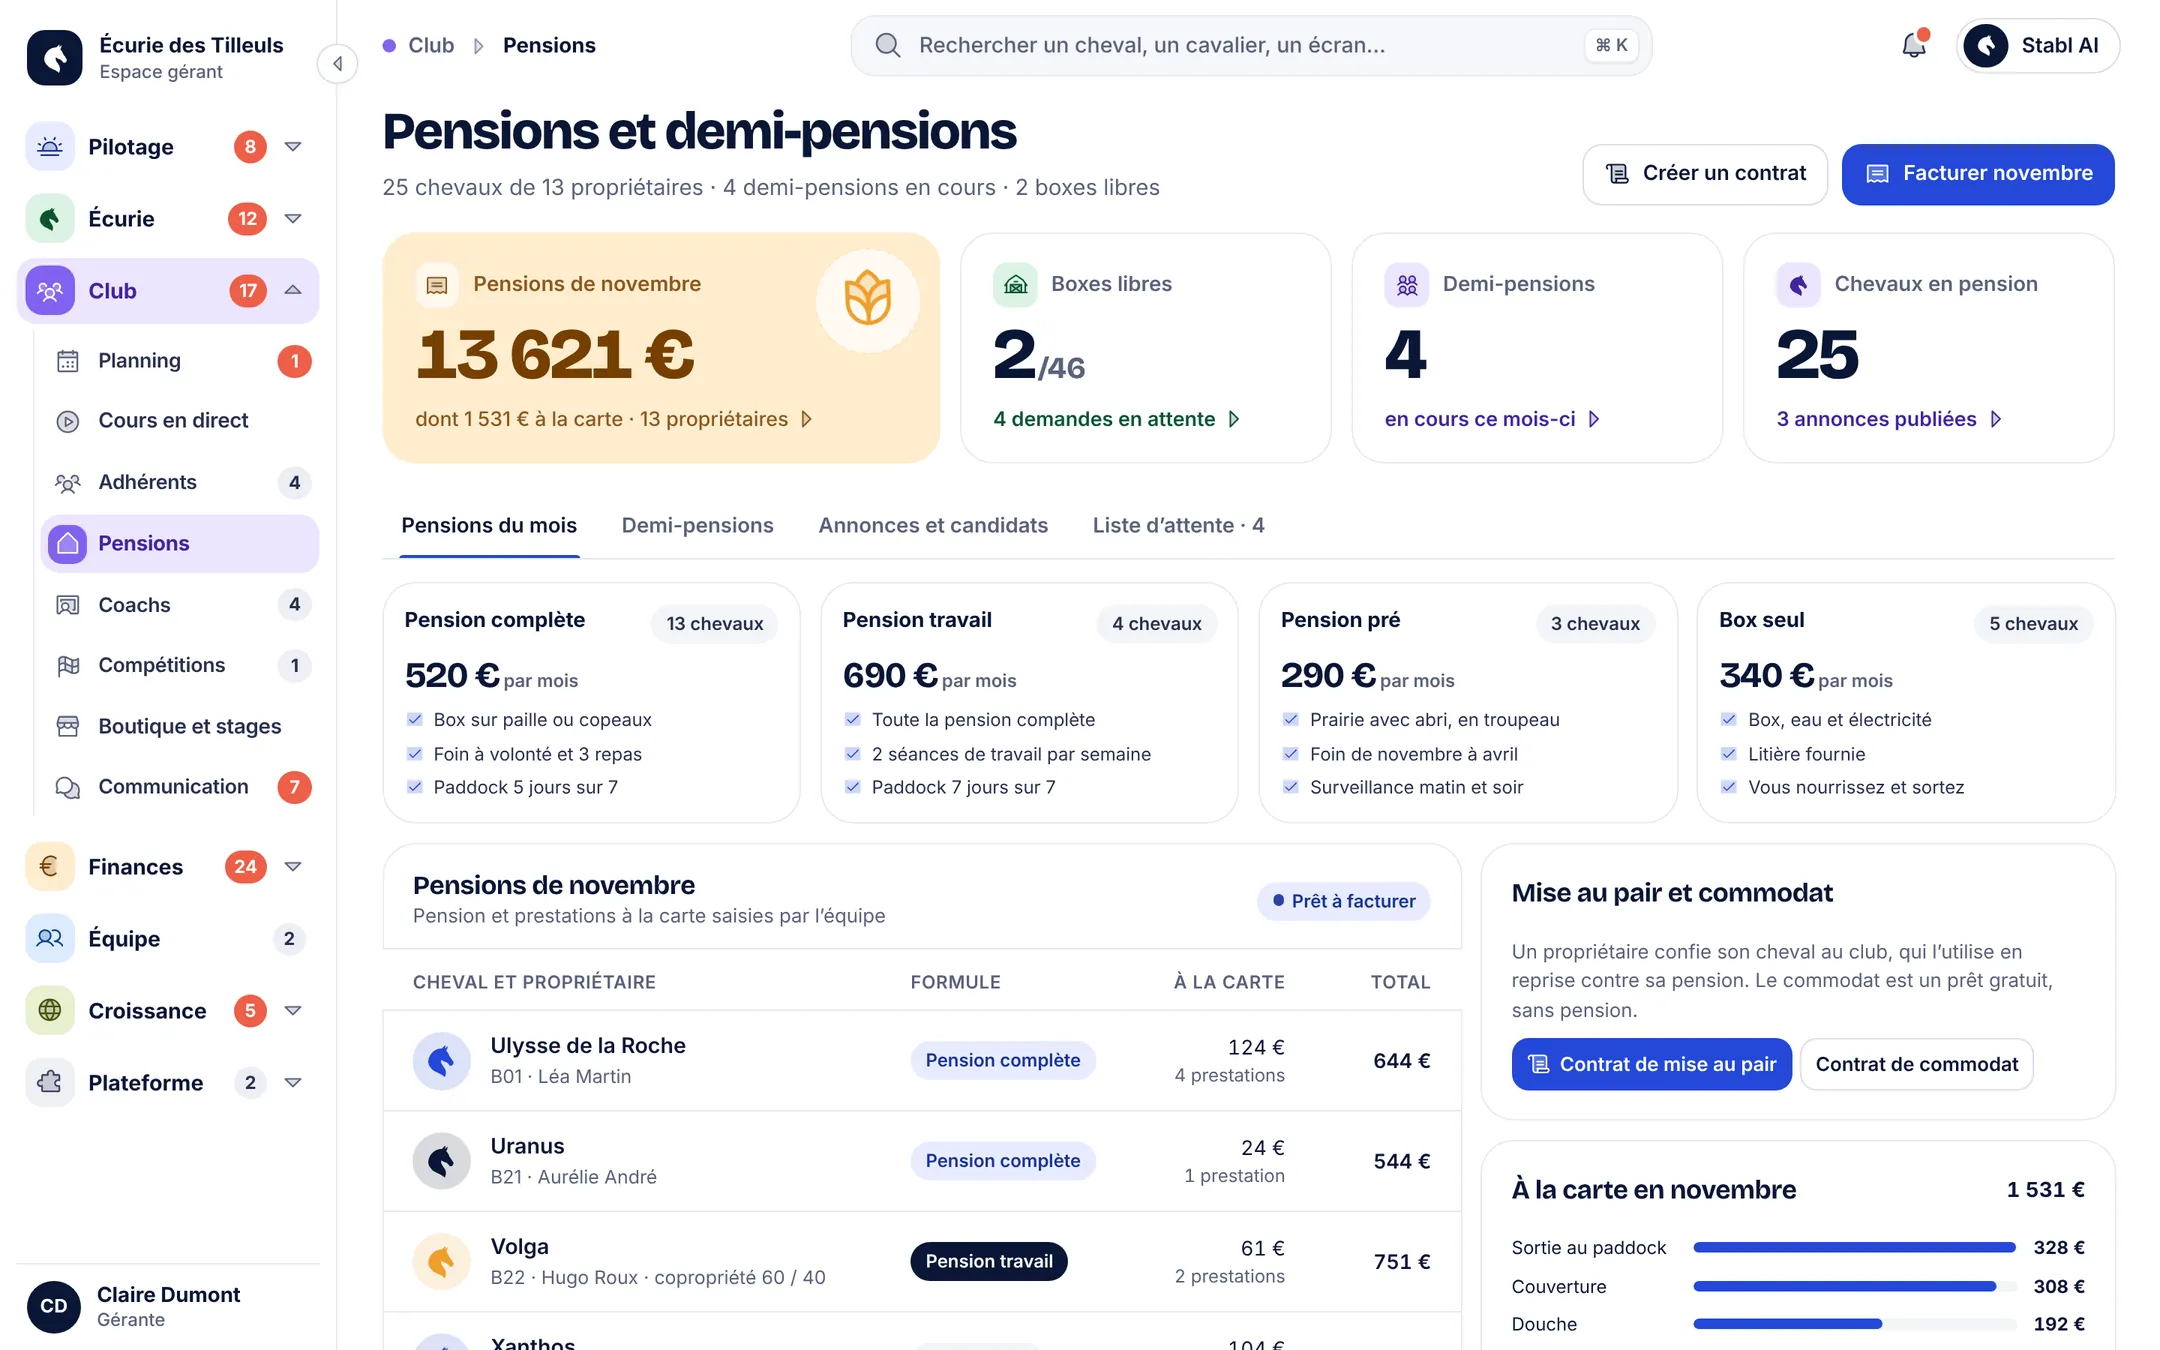 Écurie des Tilleuls
Espace gérant
Pilotage 8
Écurie 12
Club 17
Planning 1
Cours en direct
Adhérents 4
Pensions
Coachs 4
Compétitions 1
Boutique et stages
Communication 7
Finances 24
Équipe 2
Croissance 5
Plateforme 2
CD
Claire Dumont
Gérante
Club Pensions
Rechercher un cheval, un cavalier, un écran...
⌘ K
Stabl AI
Pensions et demi-pensions
25 chevaux de 13 propriétaires · 4 demi-pensions en cours · 2 boxes libres
Créer un contrat
Facturer novembre
Pensions de novembre
13 621 €
dont 1 531 € à la carte · 13 propriétaires
Boxes libres
2/46
4 demandes en attente
Demi-pensions
4
en cours ce mois-ci
Chevaux en pension
25
3 annonces publiées
Pensions du mois
Demi-pensions
Annonces et candidats
Liste d’attente · 4
Pension complète
13 chevaux
520 € par mois
Box sur paille ou copeaux
Foin à volonté et 3 repas
Paddock 5 jours sur 7
Pension travail
4 chevaux
690 € par mois
Toute la pension complète
2 séances de travail par semaine
Paddock 7 jours sur 7
Pension pré
3 chevaux
290 € par mois
Prairie avec abri, en troupeau
Foin de novembre à avril
Surveillance matin et soir
Box seul
5 chevaux
340 € par mois
Box, eau et électricité
Litière fournie
Vous nourrissez et sortez
Pensions de novembre
Pension et prestations à la carte saisies par l’équipe
Prêt à facturer
CHEVAL ET PROPRIÉTAIRE FORMULE À LA CARTE TOTAL
Ulysse de la Roche
B01 · Léa Martin
Pension complète
124 €
4 prestations
644 €
Uranus
B21 · Aurélie André
Pension complète
24 €
1 prestation
544 €
Volga
B22 · Hugo Roux · copropriété 60 / 40
Pension travail
61 €
2 prestations
751 €
Xanthos
104 €
Mise au pair et commodat
Un propriétaire confie son cheval au club, qui l’utilise en
reprise contre sa pension. Le commodat est un prêt gratuit,
sans pension.
Contrat de mise au pair
Contrat de commodat
À la carte en novembre 1 531 €
Sortie au paddock 328 €
Couverture 308 €
Douche 192 €